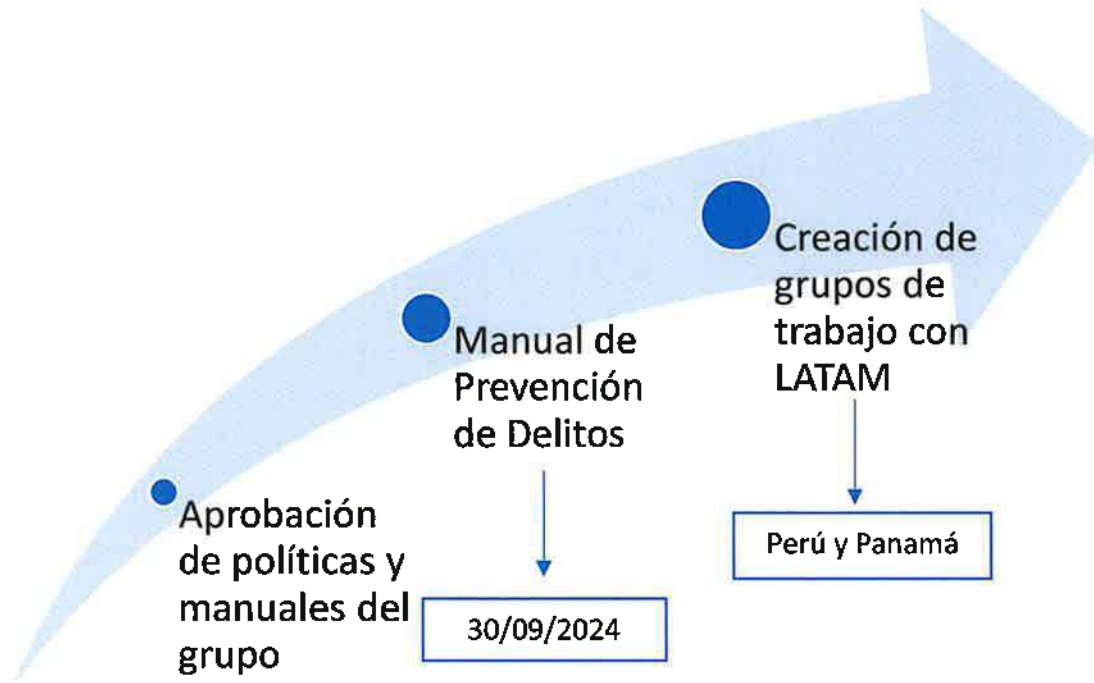 Aprobación
de políticas y
manuales del
grupo
Manual de
Prevención
de Delitos
30/09/2024
Creación de
grupos de
trabajo con
LATAM
Perú y Panamá